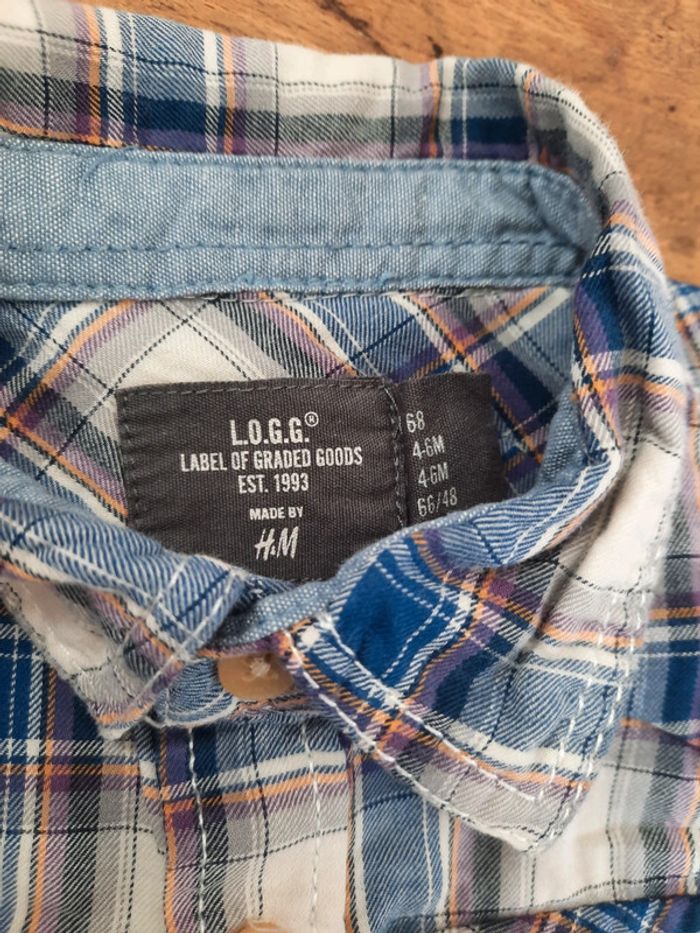 L.O.G.G.®
LABEL OF GRADED GOODS
EST. 1993
MADE BY
H&M
68
4-6M
4-6M
66/48